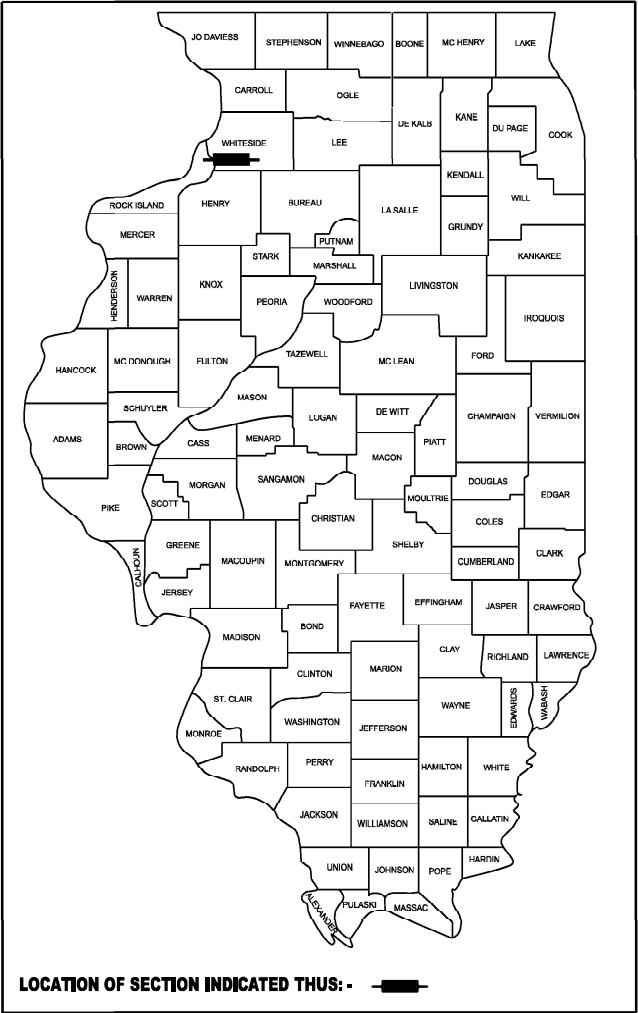 JO DAVIESS STEPHENSON WINNEBAGO BOONE MC HENRY LAKE
CARROLL OGLE
DE KALB KANE DU PAGE COOK
WHITESIDE LEE
KENDALL
ROCK ISLAND HENRY BUREAU LA SALLE WILL
MERCER PUTNAM GRUNDY
STARK MARSHALL KANKAKEE
HENDERSON WARREN KNOX PEORIA WOODFORD LIVINGSTON
IROQUOIS
HANCOCK MC DONOUGH FULTON TAZEWELL MC LEAN FORD
MASON
SCHUYLER LOGAN DE WITT CHAMPAIGN VERMILION
ADAMS BROWN CASS MENARD PIATT
MACON
MORGAN SANGAMON DOUGLAS
PIKE SCOTT MOULTRIE EDGAR
CHRISTIAN COLES
GREENE SHELBY
CALHOUN MACOUPIN MONTGOMERY CUMBERLAND CLARK
JERSEY FAYETTE EFFINGHAM JASPER CRAWFORD
MADISON BOND
CLAY RICHLAND LAWRENCE
CLINTON MARION
ST. CLAIR WAYNE EDWARDS WABASH
WASHINGTON JEFFERSON
MONROE
RANDOLPH PERRY HAMILTON WHITE
FRANKLIN
JACKSON WILLIAMSON SALINE GALLATIN
UNION JOHNSON POPE HARDIN
ALEXANDER PULASKI MASSAC
LOCATION OF SECTION INDICATED THUS: -